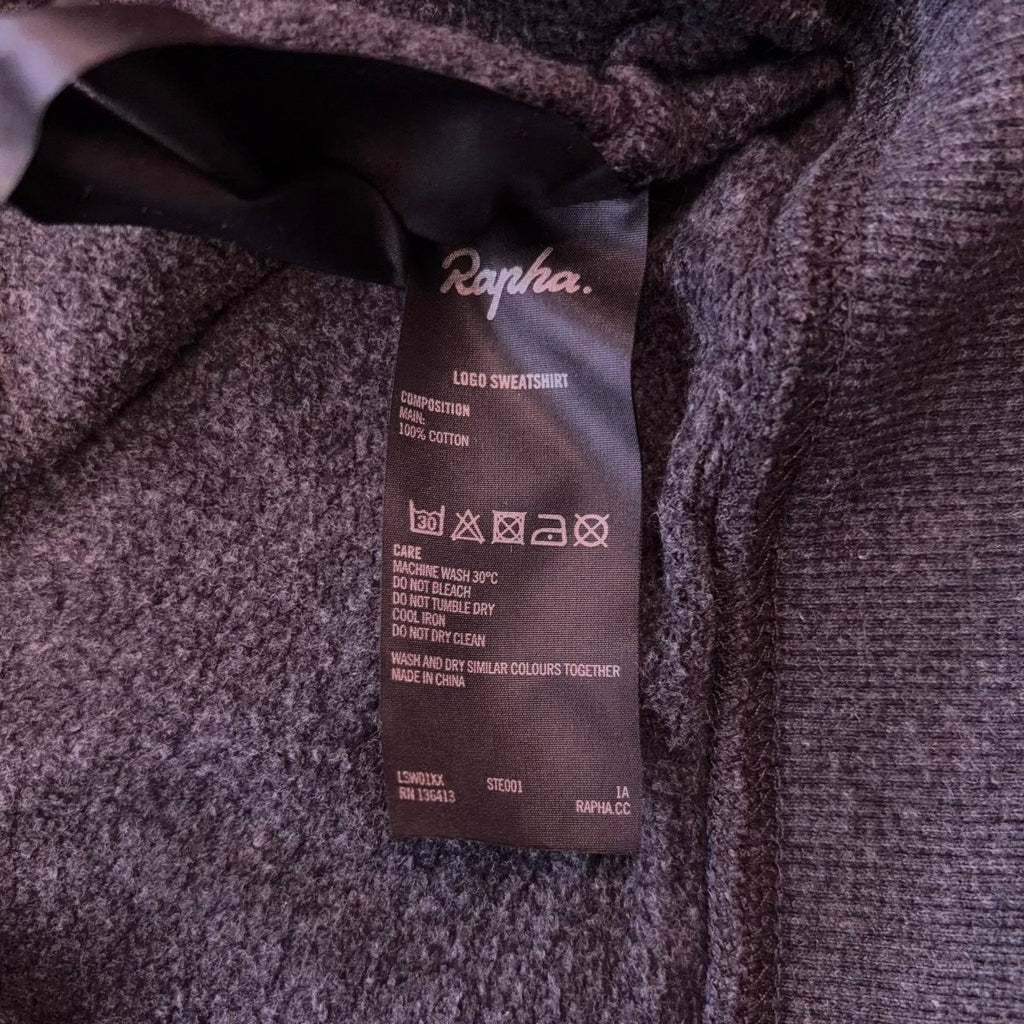 Rapha.
LOGO SWEATSHIRT
COMPOSITION
MAIN:
100% COTTON
30
CARE
MACHINE WASH 30°C
DO NOT BLEACH
DO NOT TUMBLE DRY
COOL IRON
DO NOT DRY CLEAN
WASH AND DRY SIMILAR COLOURS TOGETHER
MADE IN CHINA
LSW01XX STE001 1A
RN 136413 RAPHA.CC